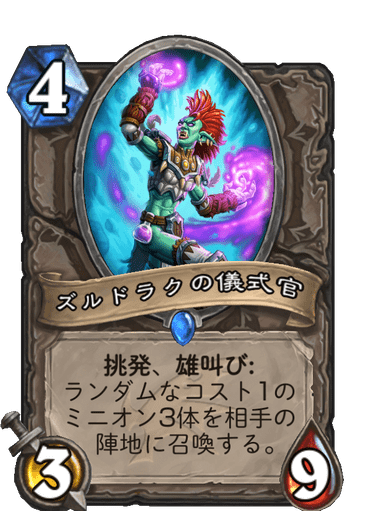 4
ズルドラクの儀式官
挑発、雄叫び:
ランダムなコスト1の
ミニオン3体を相手の
陣地に召喚する。
3
9